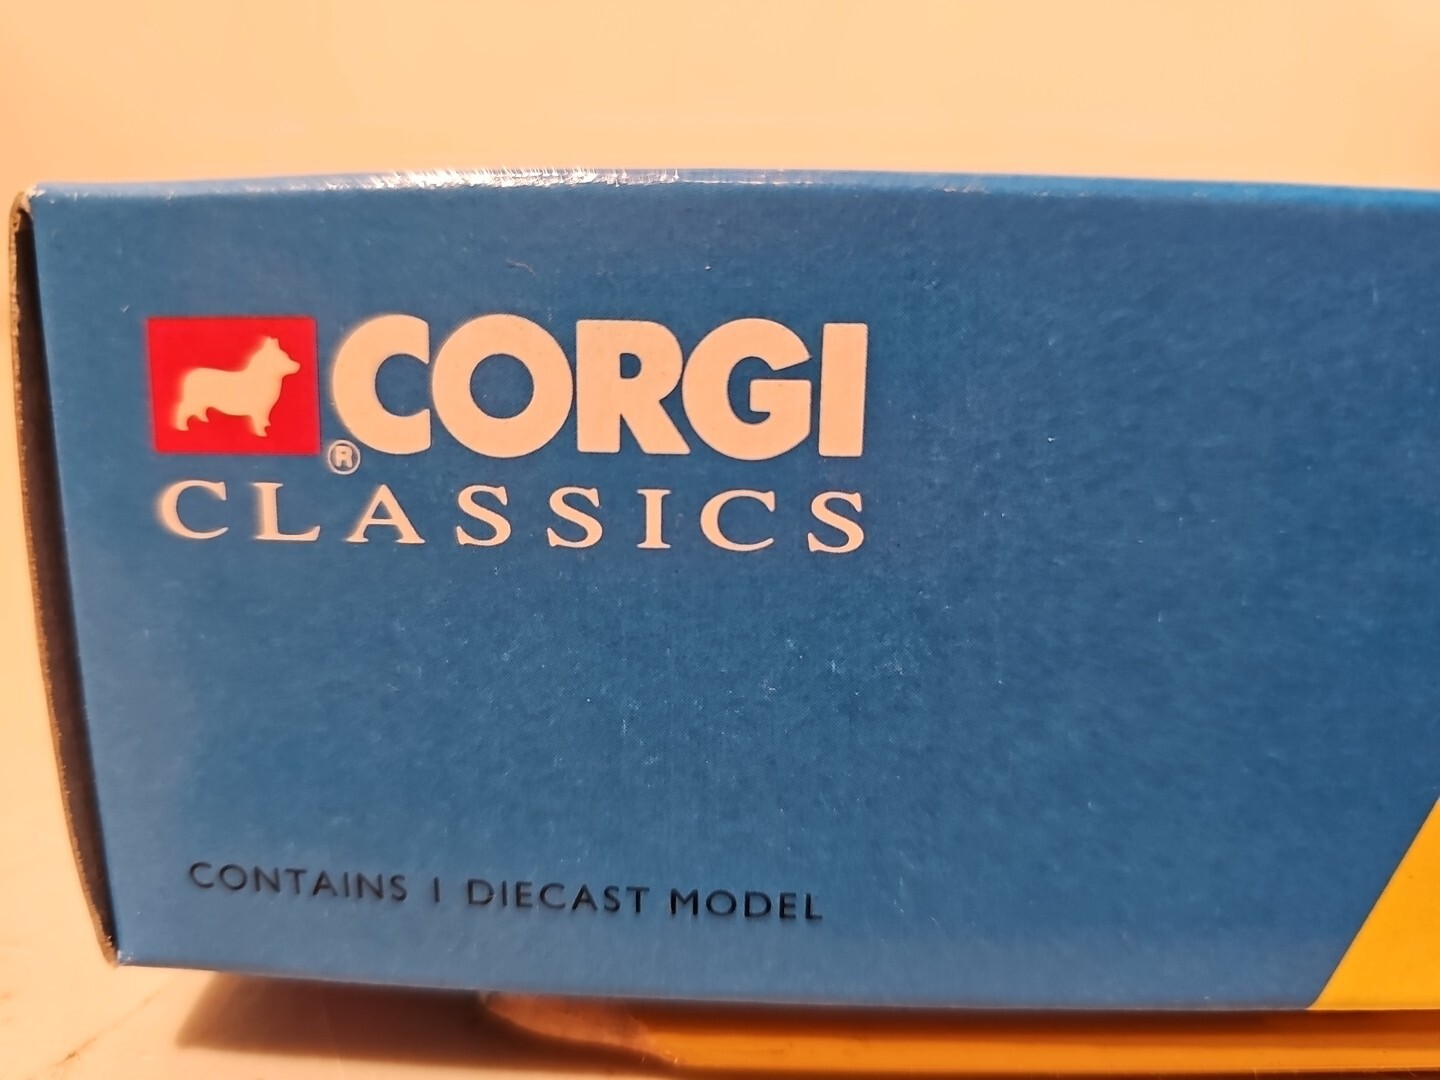 CORGI
®
CLASSICS
CONTAINS 1 DIECAST MODEL